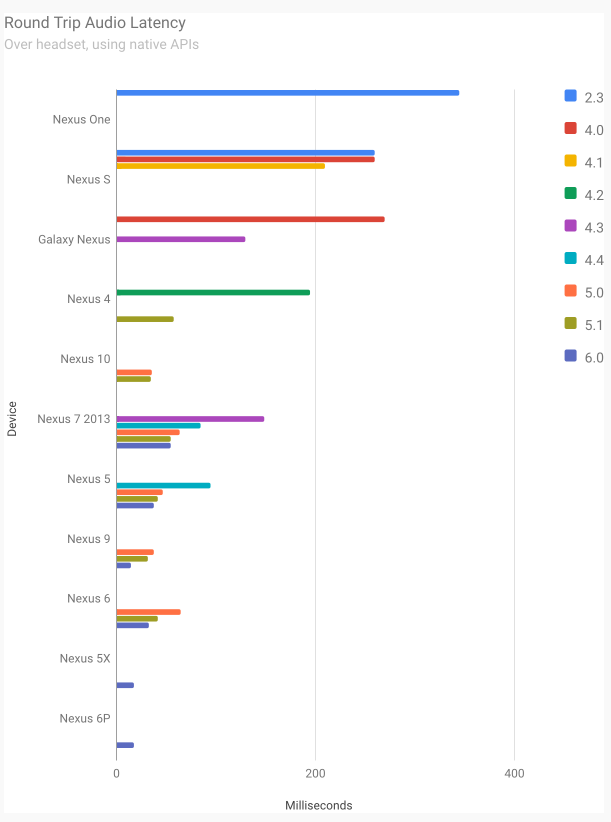 Round Trip Audio Latency
Over headset, using native APIs
2.3
4.0
4.1
4.2
4.3
4.4
5.0
5.1
6.0
Device
Nexus One
Nexus S
Galaxy Nexus
Nexus 4
Nexus 10
Nexus 7 2013
Nexus 5
Nexus 9
Nexus 6
Nexus 5X
Nexus 6P
0 200 400
Milliseconds